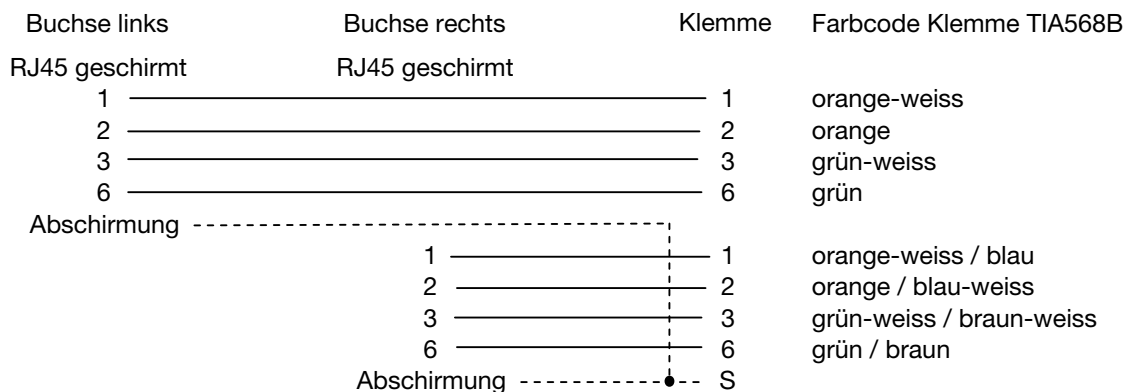 Buchse links Buchse rechts Klemme Farbcode Klemme TIA568B
RJ45 geschirmt RJ45 geschirmt
1 1 orange-weiss
2 2 orange
3 3 grün-weiss
6 6 grün
Abschirmung
1 1 orange-weiss / blau
2 2 orange / blau-weiss
3 3 grün-weiss / braun-weiss
6 6 grün / braun
Abschirmung S